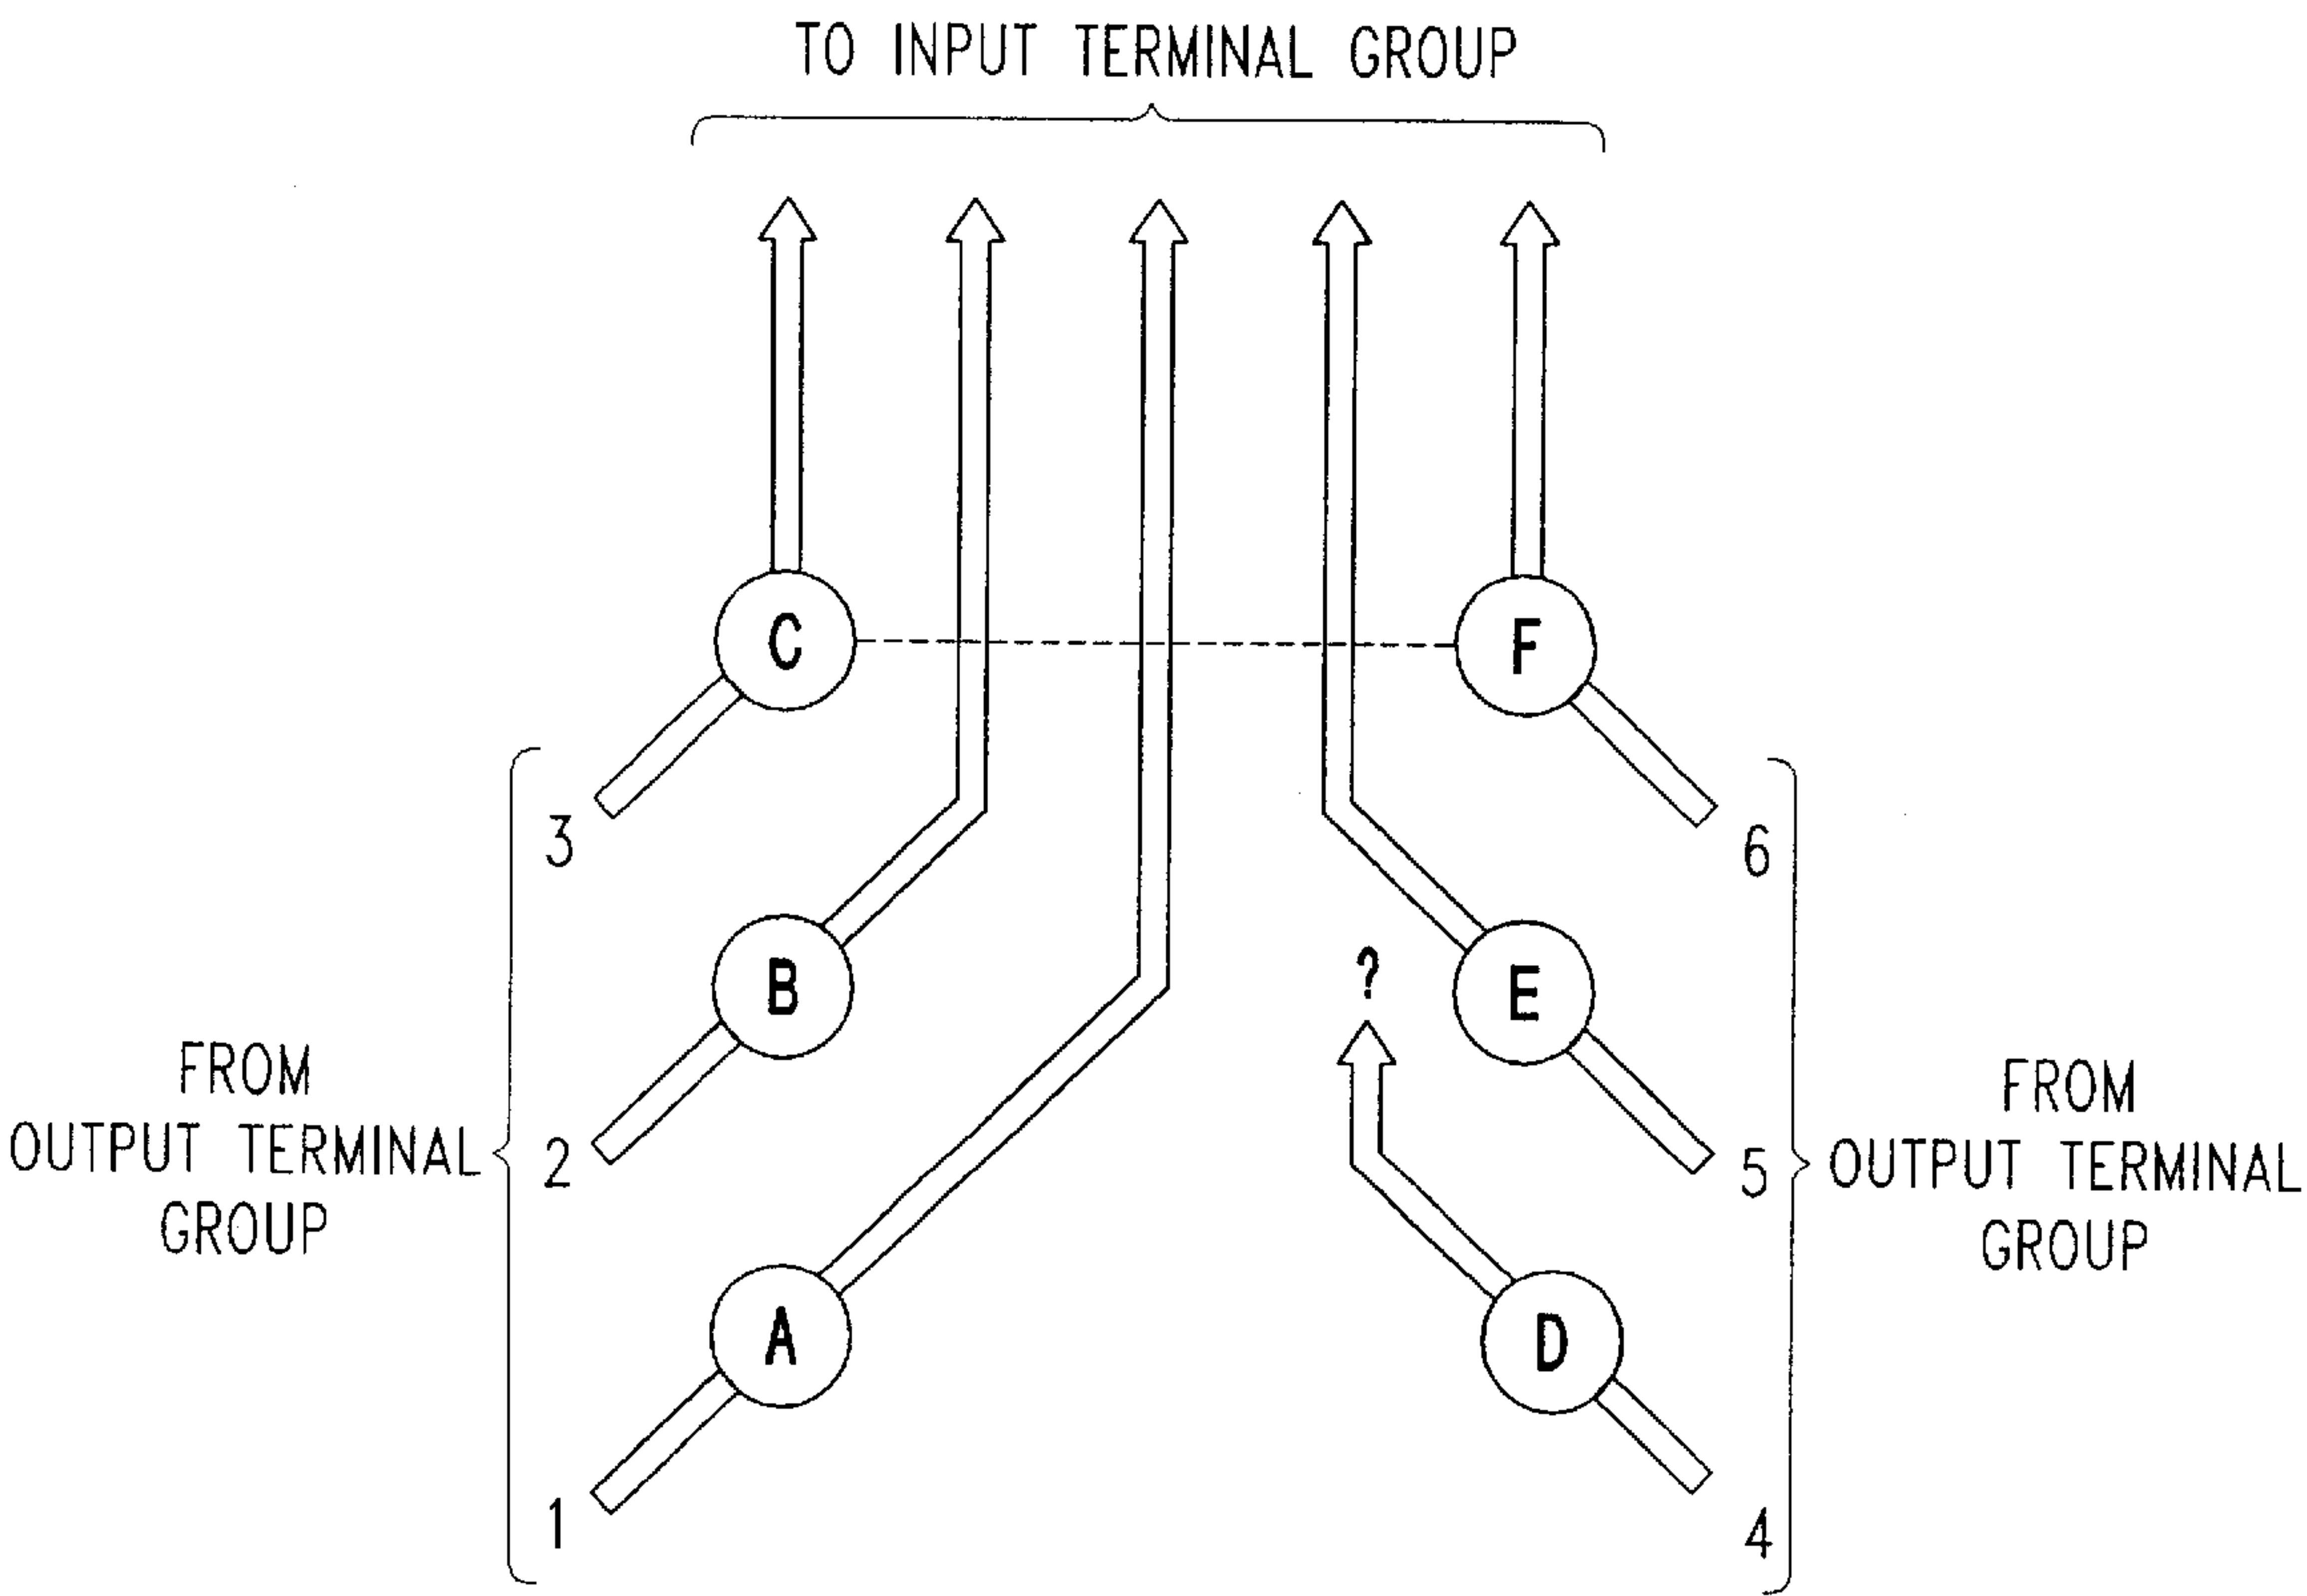 TO INPUT TERMINAL GROUP
C
F
3
6
?
B
E
FROM
OUTPUT TERMINAL
GROUP
2
5
FROM
OUTPUT TERMINAL
GROUP
A
D
1
4